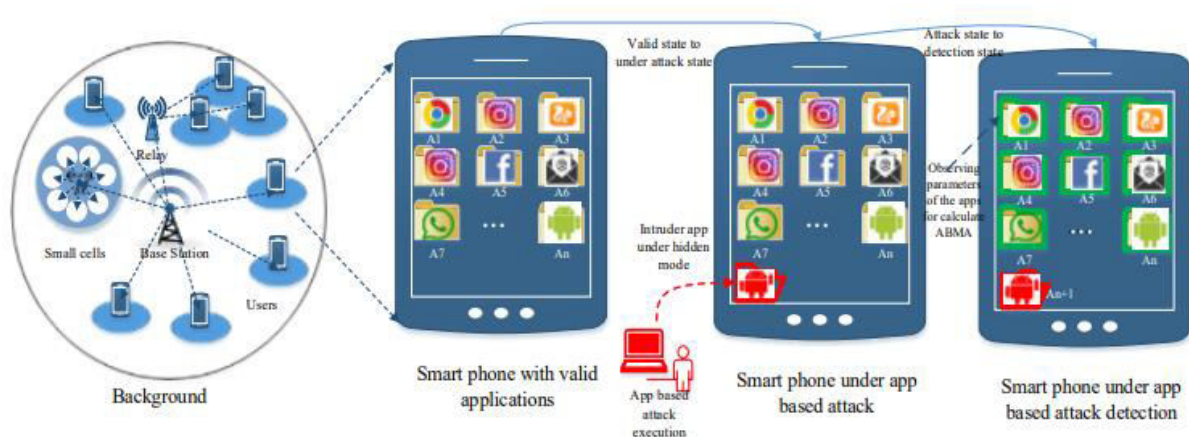 Relay
Small cells
Base Station
Users
Background
A1
A2
A3
A4
A5
A6
A7
...
An
Smart phone with valid
applications
Valid state to
under attack state
Intruder app
under hidden
mode
App based
attack
execution
A1
A2
A3
A4
A5
A6
A7
...
An
Smart phone under app
based attack
Attack state to
detection state
Observing
parameters
of the apps
for calculate
ABMA
A1
A2
A3
A4
A5
A6
A7
...
An
An+1
Smart phone under app
based attack detection